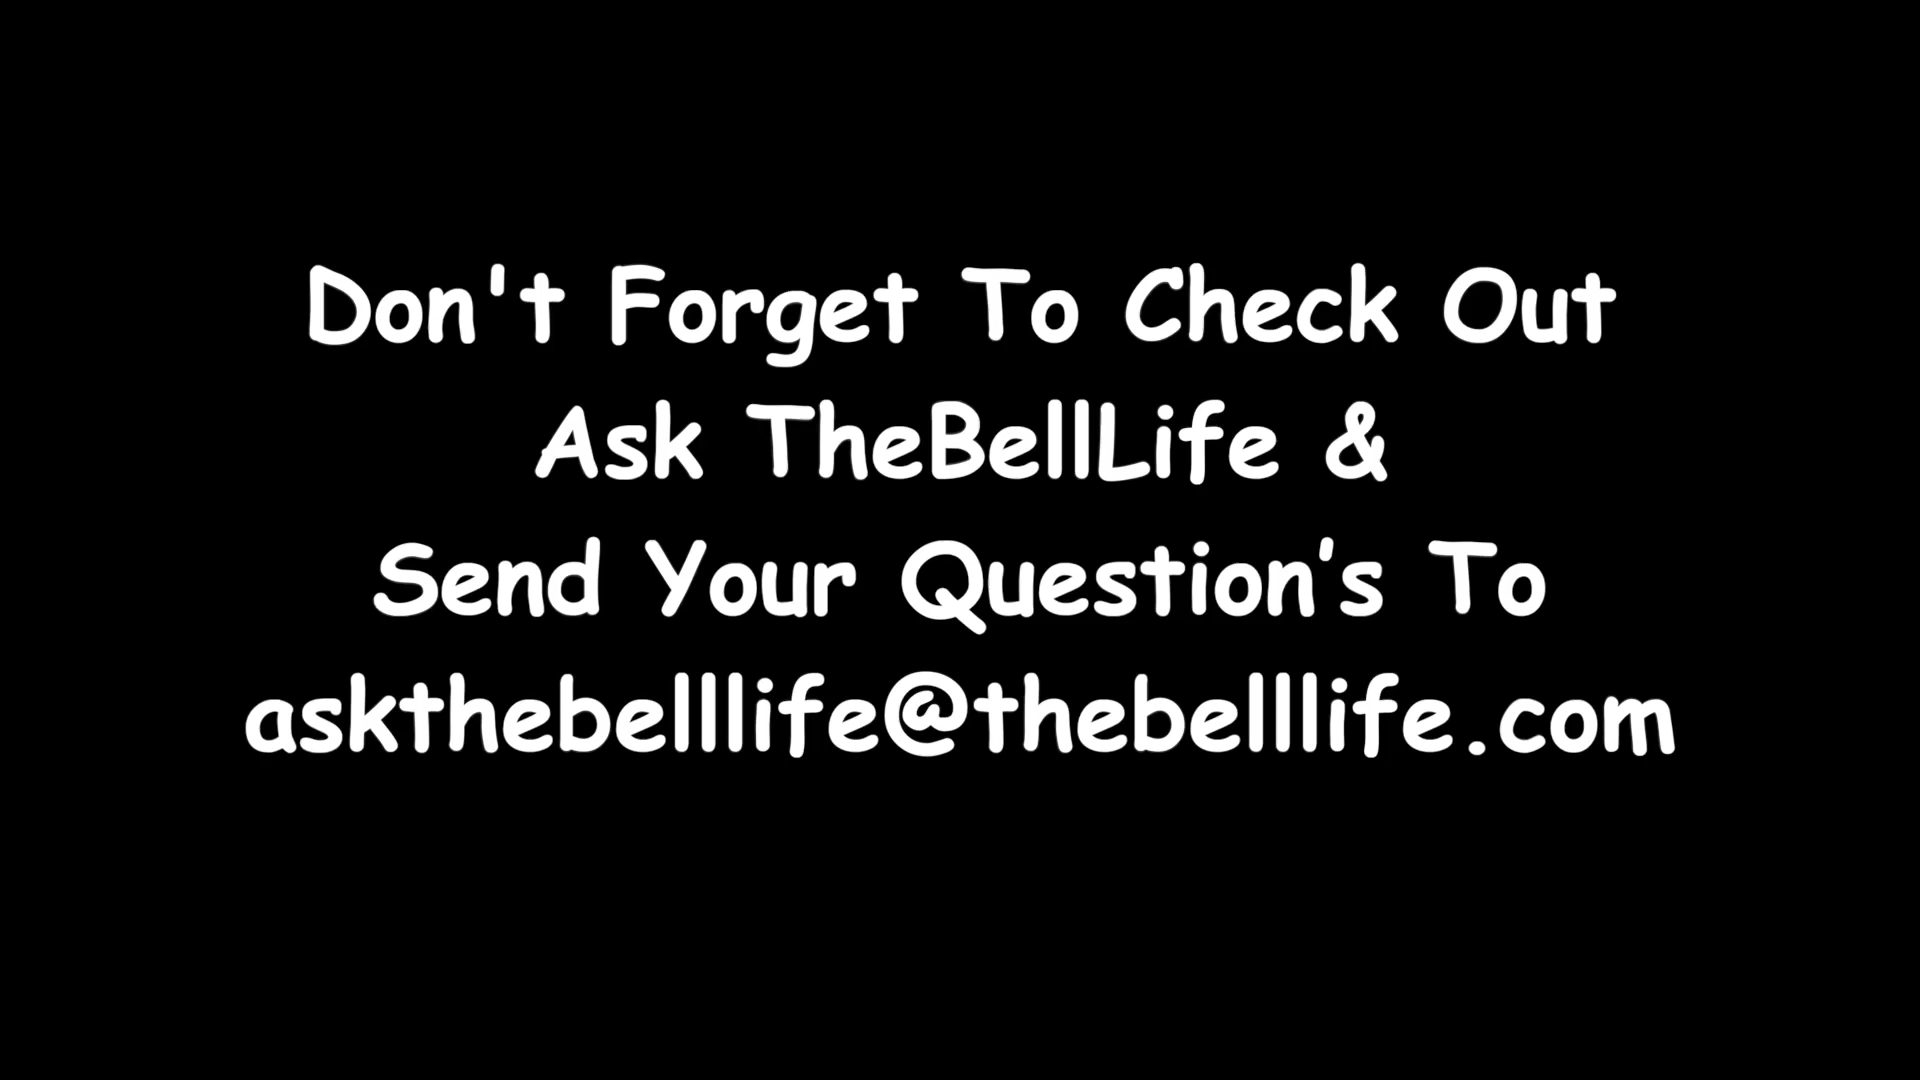 Don't Forget To Check Out
Ask TheBellLife &
Send Your Question’s To
askthebelllife@thebelllife.com